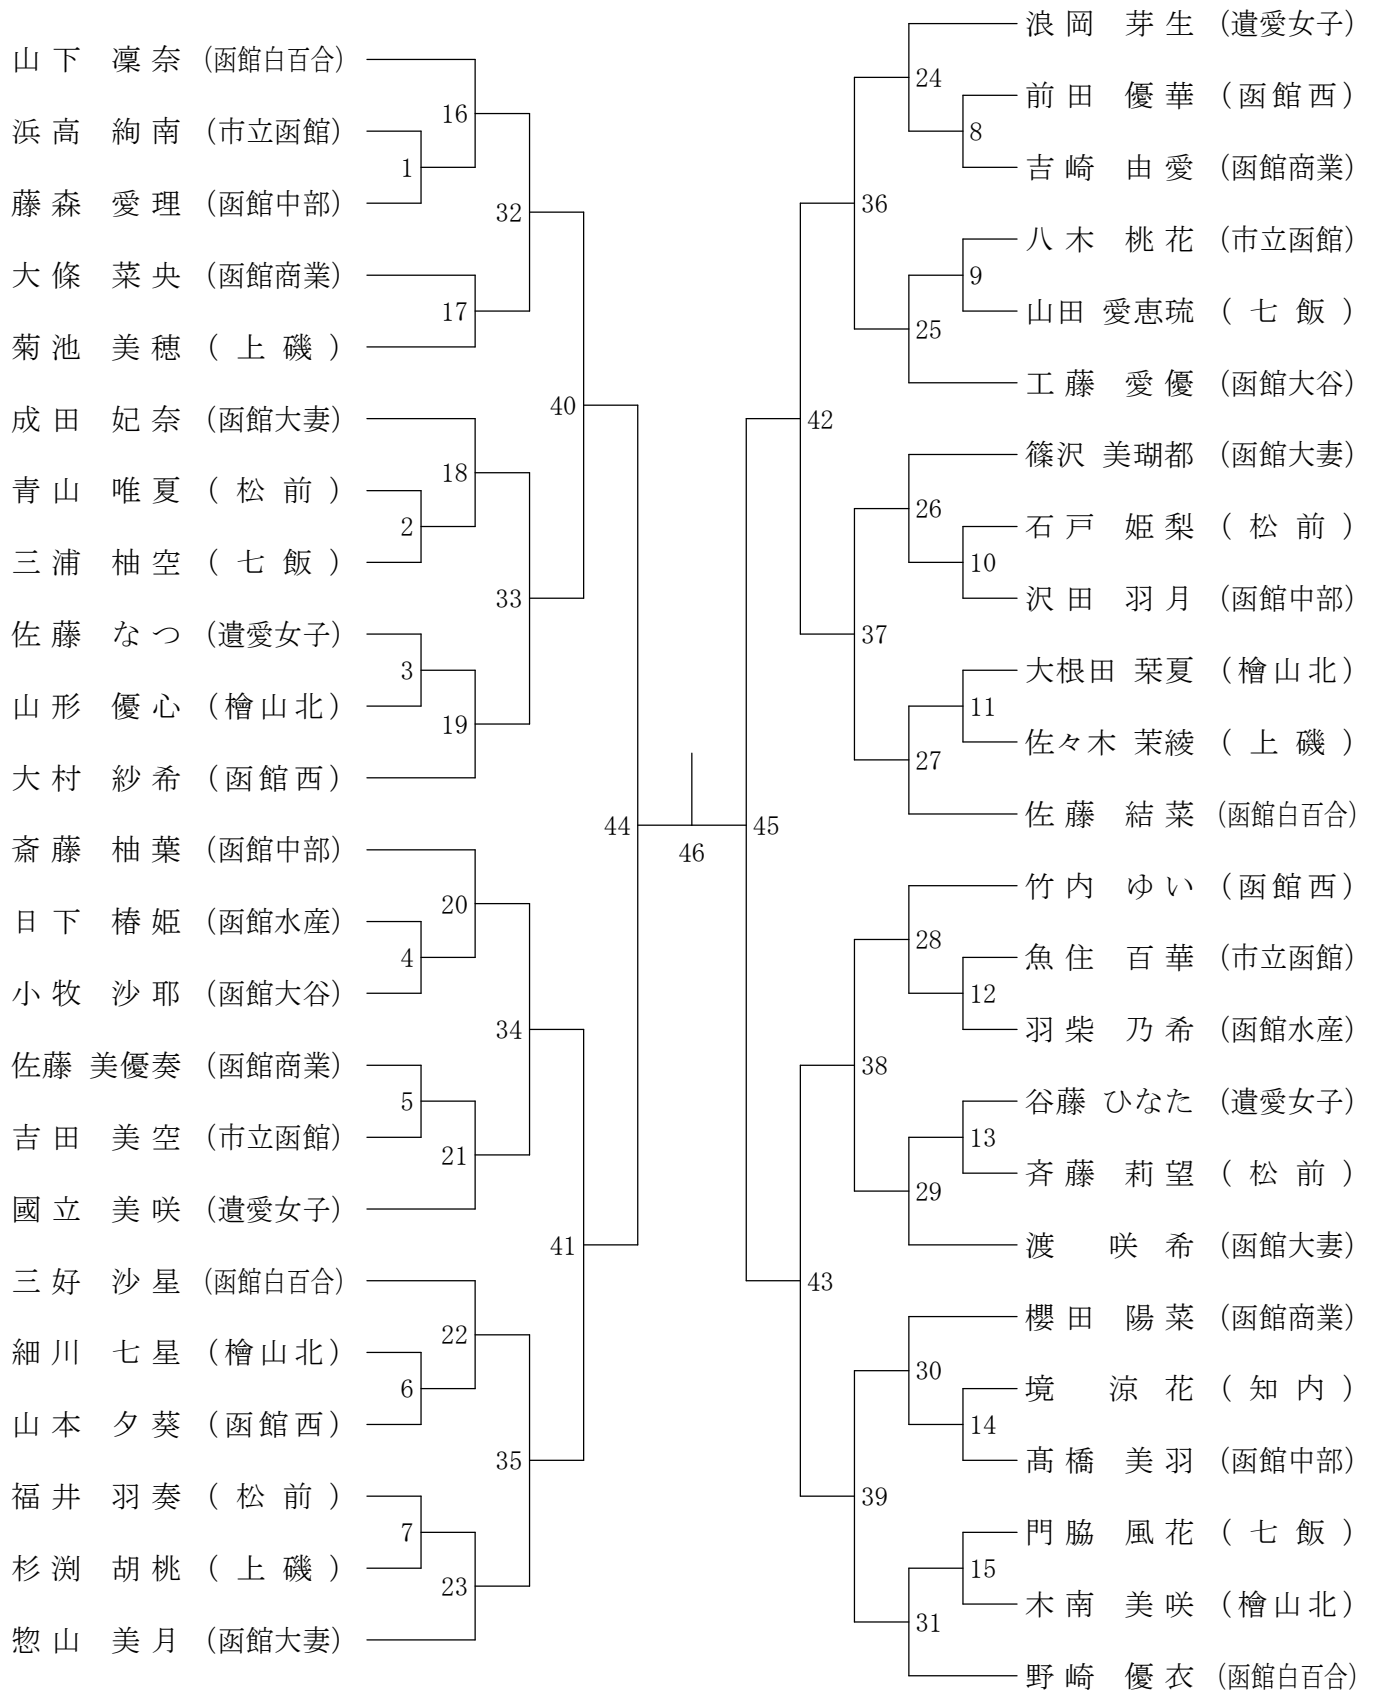 山下 凜奈 (函館白百合)
浜高 絢南 (市立函館)
藤森 愛理 (函館中部)
大條 菜央 (函館商業)
菊池 美穂 (上磯)
成田 妃奈 (函館大妻)
青山 唯夏 (松前)
三浦 柚空 (七飯)
佐藤 なつ (遺愛女子)
山形 優心 (檜山北)
大村 紗希 (函館西)
斎藤 柚葉 (函館中部)
日下 椿姫 (函館水産)
小牧 沙耶 (函館大谷)
佐藤 美優奏 (函館商業)
吉田 美空 (市立函館)
國立 美咲 (遺愛女子)
三好 沙星 (函館白百合)
細川 七星 (檜山北)
山本 夕葵 (函館西)
福井 羽奏 (松前)
杉渕 胡桃 (上磯)
惣山 美月 (函館大妻)
1
2
3
4
5
6
7
16
17
18
19
20
21
22
23
32
33
34
35
40
41
44
46
45
42
43
36
37
38
39
24
25
26
27
28
29
30
31
8
9
10
11
12
13
14
15
浪岡 芽生 (遺愛女子)
前田 優華 (函館西)
吉崎 由愛 (函館商業)
八木 桃花 (市立函館)
山田 愛恵琉 (七飯)
工藤 愛優 (函館大谷)
篠沢 美瑚都 (函館大妻)
石戸 姫梨 (松前)
沢田 羽月 (函館中部)
大根田 栞夏 (檜山北)
佐々木 茉綾 (上磯)
佐藤 結菜 (函館白百合)
竹内 ゆい (函館西)
魚住 百華 (市立函館)
羽柴 乃希 (函館水産)
谷藤 ひなた (遺愛女子)
斉藤 莉望 (松前)
渡 咲希 (函館大妻)
櫻田 陽菜 (函館商業)
境 涼花 (知内)
髙橋 美羽 (函館中部)
門脇 風花 (七飯)
木南 美咲 (檜山北)
野崎 優衣 (函館白百合)